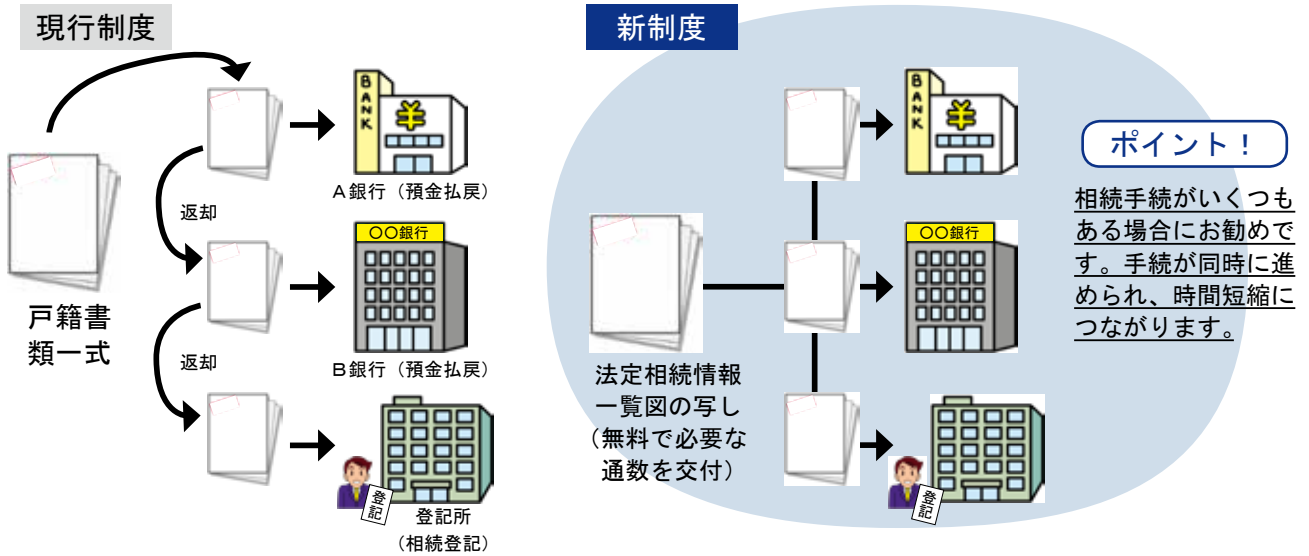 現行制度
BANK
A銀行（預金払戻）
返却
○○銀行
戸籍書
類一式
B銀行（預金払戻）
返却
登記
登記所
（相続登記）
新制度
BANK
○○銀行
法定相続情報
一覧図の写し
（無料で必要な
通数を交付）
登記
ポイント！
相続手続がいくつも
ある場合にお勧めで
す。手続が同時に進
められ、時間短縮に
つながります。